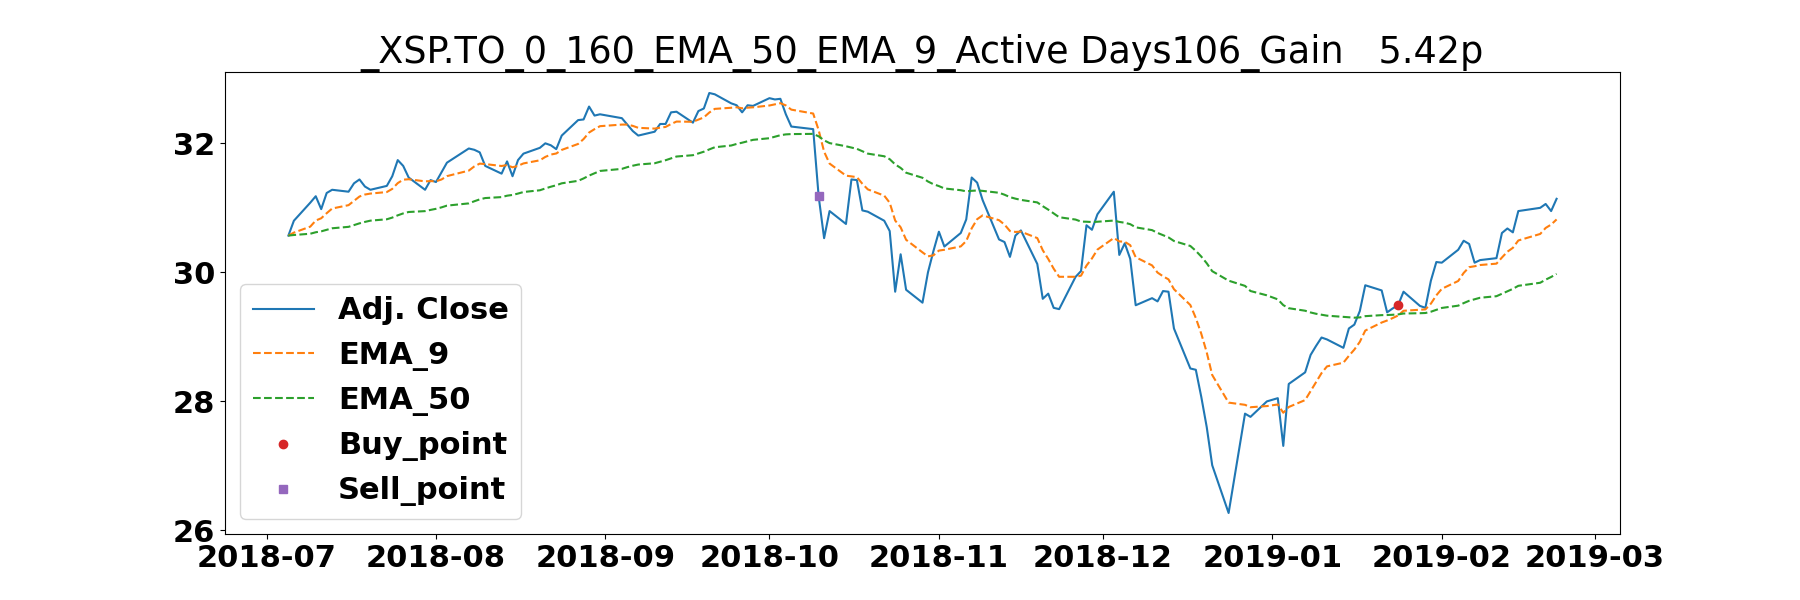 _XSP.TO_0_160_EMA_50_EMA_9_Active Days106_Gain   5.42p
32
30
28
26
Adj. Close
EMA_9
EMA_50
Buy_point
Sell_point
2018-07 2018-08 2018-09 2018-10 2018-11 2018-12 2019-01 2019-02 2019-03